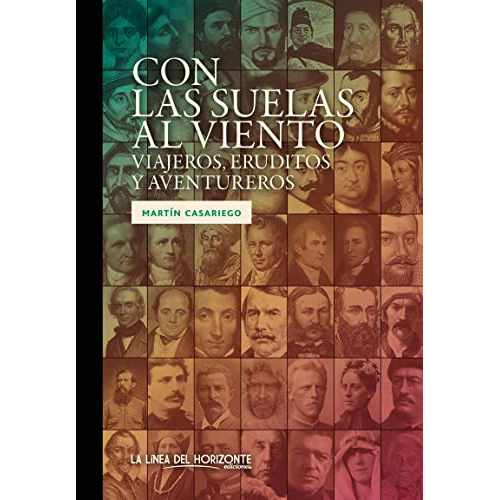 CON
LAS SUELAS
AL VIENTO
VIAJEROS, ERUDITOS
Y AVENTUREROS
MARTÍN CASARIEGO
LA LÍNEA DEL HORIZONTE
ediciones